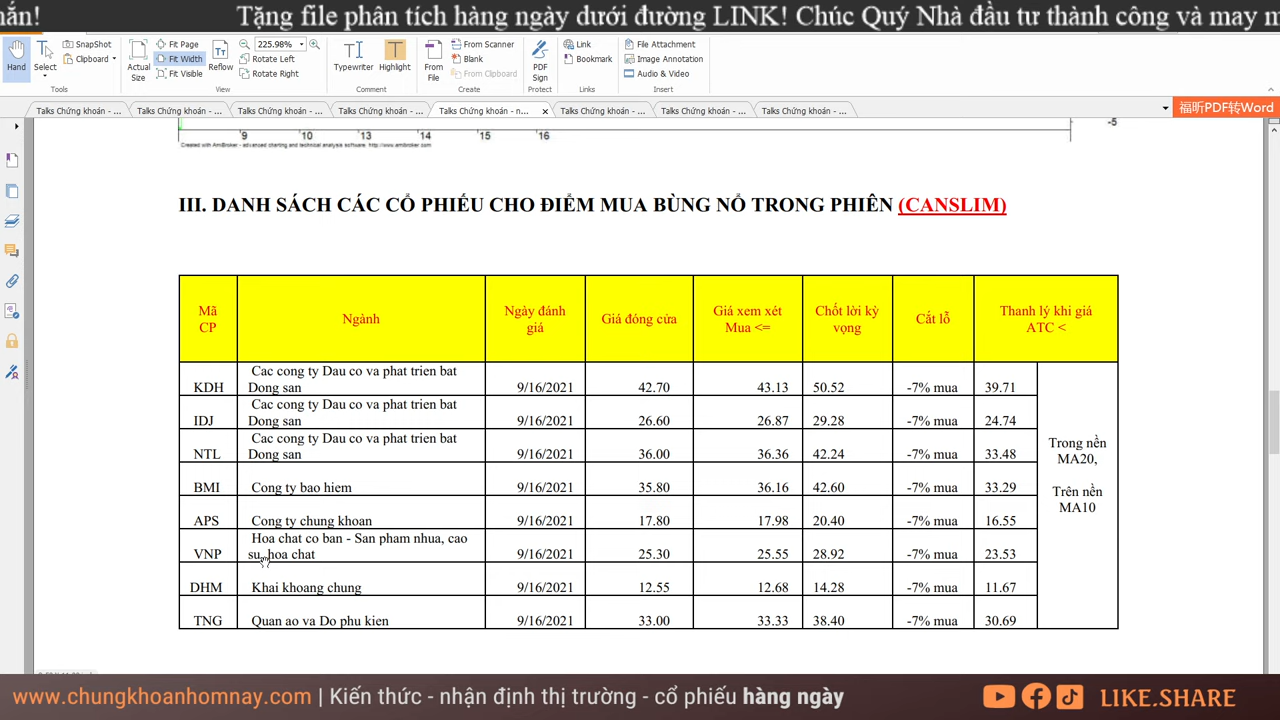 ắn!
Tặng file phân tích hàng ngày dưới đường LINK! Chúc Quý Nhà đầu tư thành công và may m
Hand
Select
SnapShot
Clipboard
Tools
Actual Size
Fit Page
Fit Width
Fit Visible
Reflow
225.98%
Rotate Left
Rotate Right
View
Typewriter
Highlight
Comment
From File
From Scanner
Blank
From Clipboard
Create
PDF Sign
Protect
Link
Bookmark
Links
File Attachment
Image Annotation
Audio & Video
Insert
Talks Chứng khoán - ...
Talks Chứng khoán - ...
Talks Chứng khoán - ...
Talks Chứng khoán - ...
Talks Chứng khoán - n...
Talks Chứng khoán - ...
Talks Chứng khoán - ...
Talks Chứng khoán - ...
福昕PDF转Word
9 10 13 14 15 16 -5
Created with AmiBroker - advanced charting and technical analysis software. http://www.amibroker.com
III. DANH SÁCH CÁC CỔ PHIẾU CHO ĐIỂM MUA BÙNG NỔ TRONG PHIÊN (CANSLIM)
Mã CP Ngành Ngày đánh giá Giá đóng cửa Giá xem xét Mua <= Chốt lời kỳ vọng Cắt lỗ Thanh lý khi giá ATC <
KDH Cac cong ty Dau co va phat trien bat Dong san 9/16/2021 42.70 43.13 50.52 -7% mua 39.71
IDJ Cac cong ty Dau co va phat trien bat Dong san 9/16/2021 26.60 26.87 29.28 -7% mua 24.74
NTL Cac cong ty Dau co va phat trien bat Dong san 9/16/2021 36.00 36.36 42.24 -7% mua 33.48
BMI Cong ty bao hiem 9/16/2021 35.80 36.16 42.60 -7% mua 33.29
APS Cong ty chung khoan 9/16/2021 17.80 17.98 20.40 -7% mua 16.55
VNP Hoa chat co ban - San pham nhua, cao su, hoa chat 9/16/2021 25.30 25.55 28.92 -7% mua 23.53
DHM Khai khoang chung 9/16/2021 12.55 12.68 14.28 -7% mua 11.67
TNG Quan ao va Do phu kien 9/16/2021 33.00 33.33 38.40 -7% mua 30.69
Trong nền
MA20,
Trên nền
MA10
www.chungkhoanhomnay.com | Kiến thức - nhận định thị trường - cổ phiếu hàng ngày
LIKE.SHARE